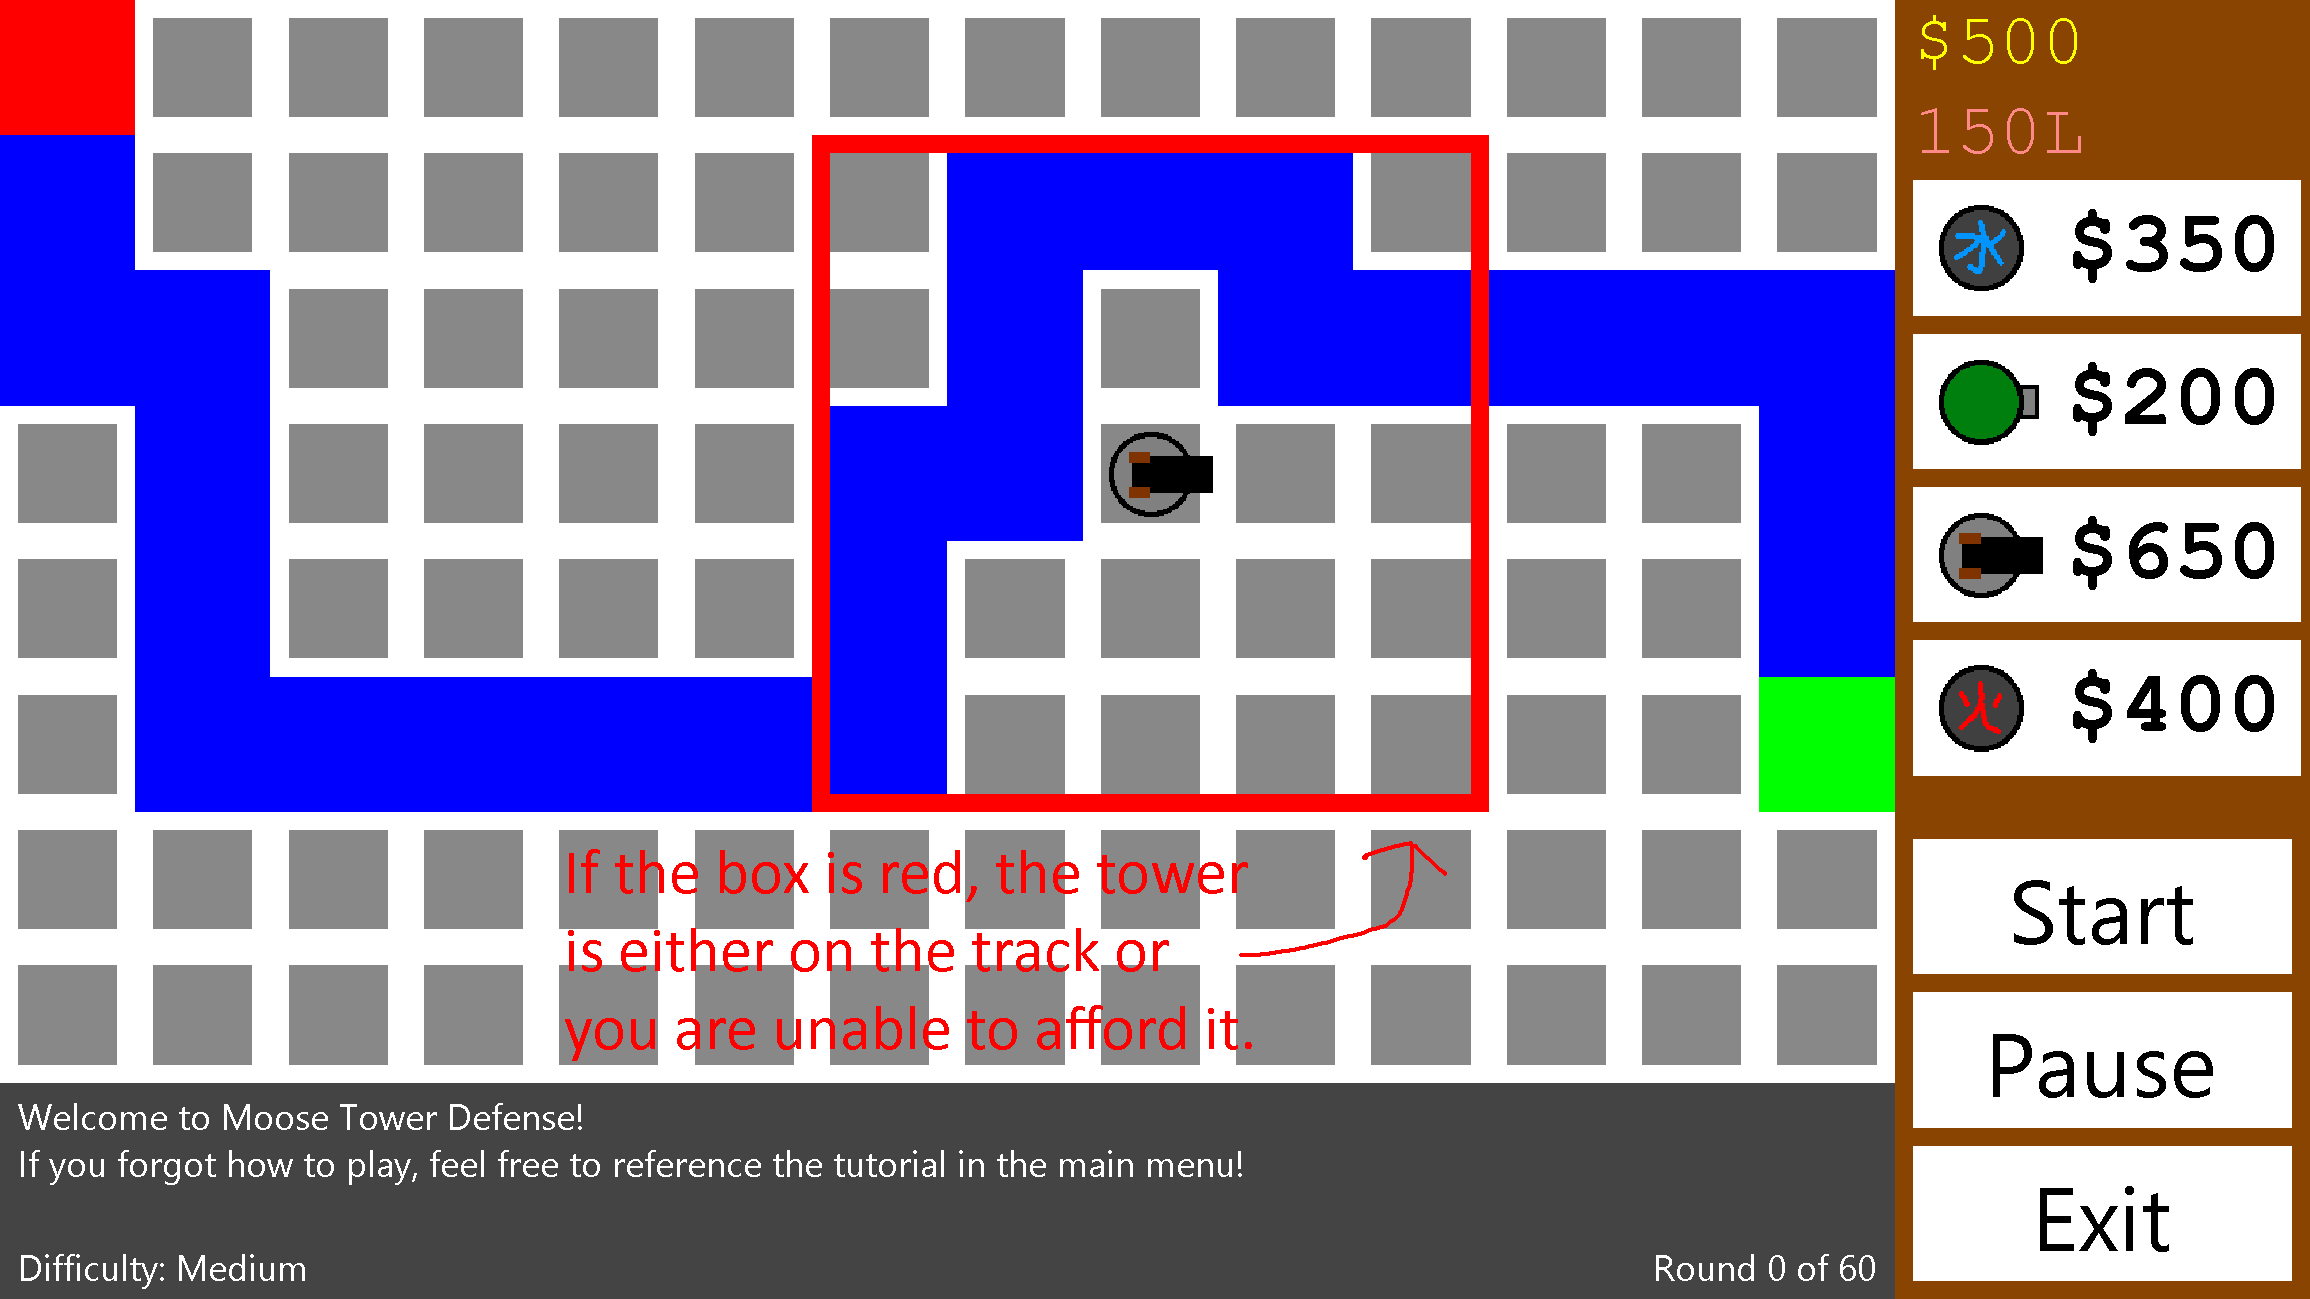 $500
150L
水 $350
$200
$650
火 $400
If the box is red, the tower
is either on the track or
you are unable to afford it.
Start
Pause
Exit
Welcome to Moose Tower Defense!
If you forgot how to play, feel free to reference the tutorial in the main menu!
Difficulty: Medium
Round 0 of 60